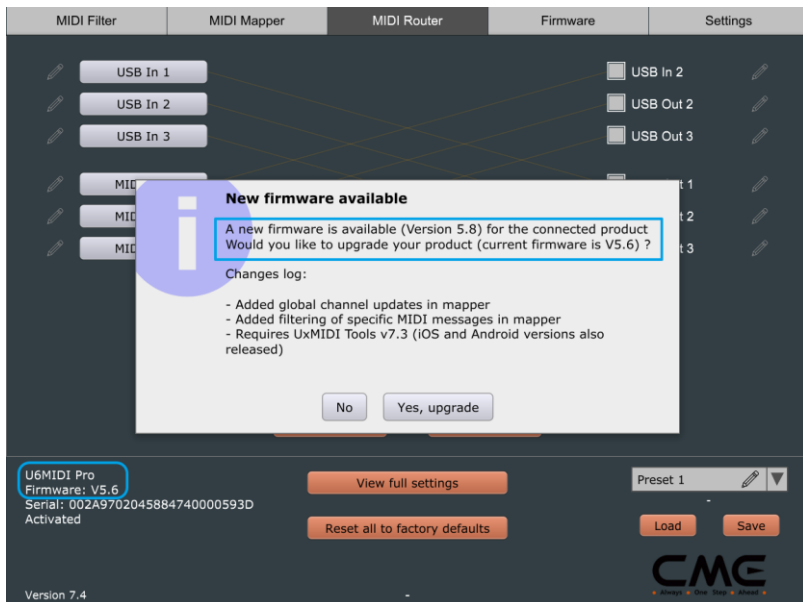 MIDI Filter
MIDI Mapper
MIDI Router
Firmware
Settings
USB In 1
USB In 2
USB In 2
USB Out 2
USB In 3
USB Out 3
New firmware available
A new firmware is available (Version 5.8) for the connected product
Would you like to upgrade your product (current firmware is V5.6) ?
Changes log:
- Added global channel updates in mapper
- Added filtering of specific MIDI messages in mapper
- Requires UxMIDI Tools v7.3 (iOS and Android versions also
released)
No
Yes, upgrade
U6MIDI Pro
Firmware: V5.6
Serial: 002A9702045884740000593D
Activated
View full settings
Reset all to factory defaults
Preset 1
-
Load
Save
CME
Always One Step Ahead
Version 7.4
-